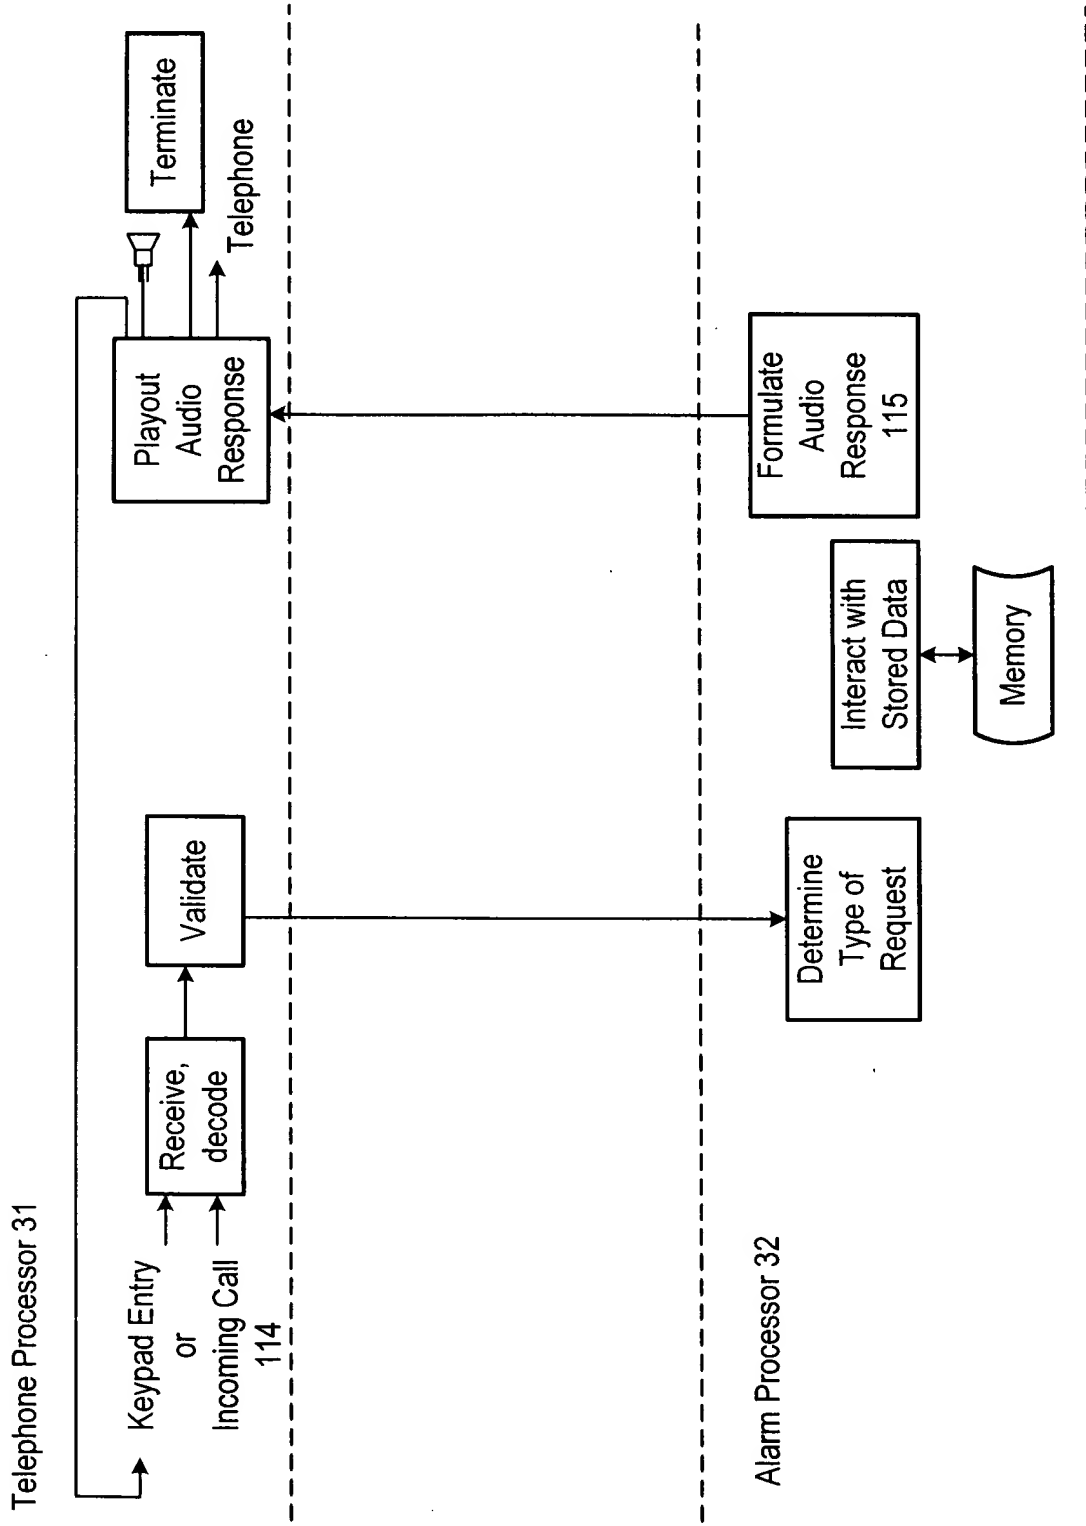 Telephone Processor 31
Keypad Entry
or
Incoming Call
114
Receive,
decode
Validate
Playout
Audio
Response
Terminate
Telephone
Alarm Processor 32
Determine
Type of
Request
Interact with
Stored Data
Memory
Formulate
Audio
Response
115